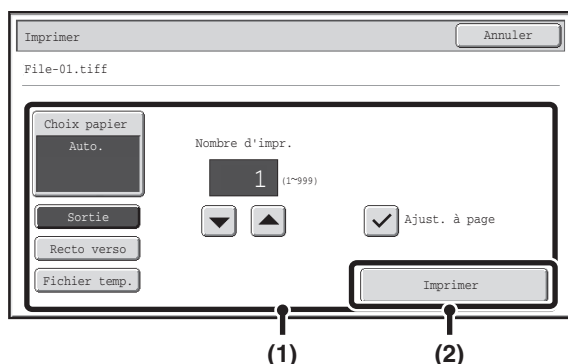 Imprimer
Annuler
File-01.tiff
Choix papier
Auto.
Nombre d'impr.
1 (1~999)
Sortie
Ajust. à page
Recto verso
Fichier temp.
Imprimer
(1)
(2)